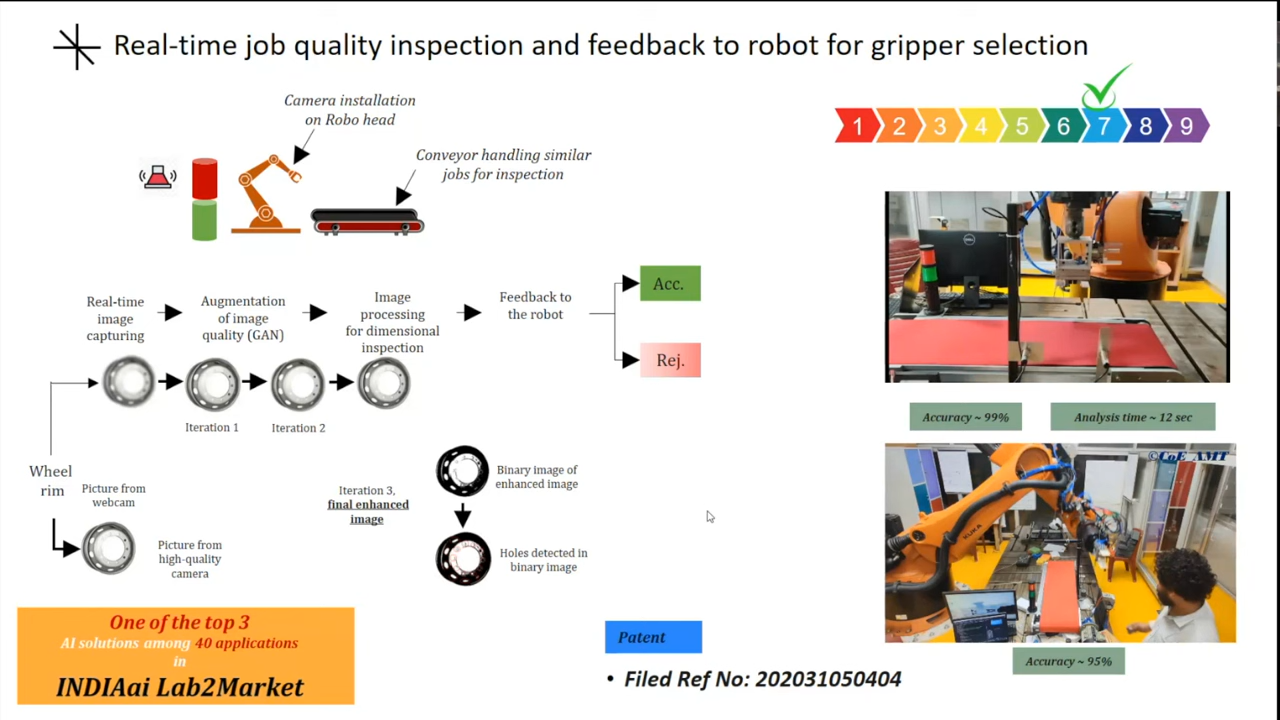 Real-time job quality inspection and feedback to robot for gripper selection
Camera installation
on Robo head
Conveyor handling similar
jobs for inspection
1 2 3 4 5 6 7 8 9
Real-time
image
capturing
Augmentation
of image
quality (GAN)
Image
processing
for dimensional
inspection
Feedback to
the robot
Acc.
Rej.
Iteration 1
Iteration 2
Wheel
rim
Picture from
webcam
Picture from
high-quality
camera
Iteration 3,
final enhanced
image
Binary image of
enhanced image
Holes detected in
binary image
DELL
Accuracy ~ 99%
Analysis time ~ 12 sec
©CoE AMT
KUKA
Accuracy ~ 95%
One of the top 3
AI solutions among 40 applications
in
INDIAai Lab2Market
Patent
• Filed Ref No: 202031050404